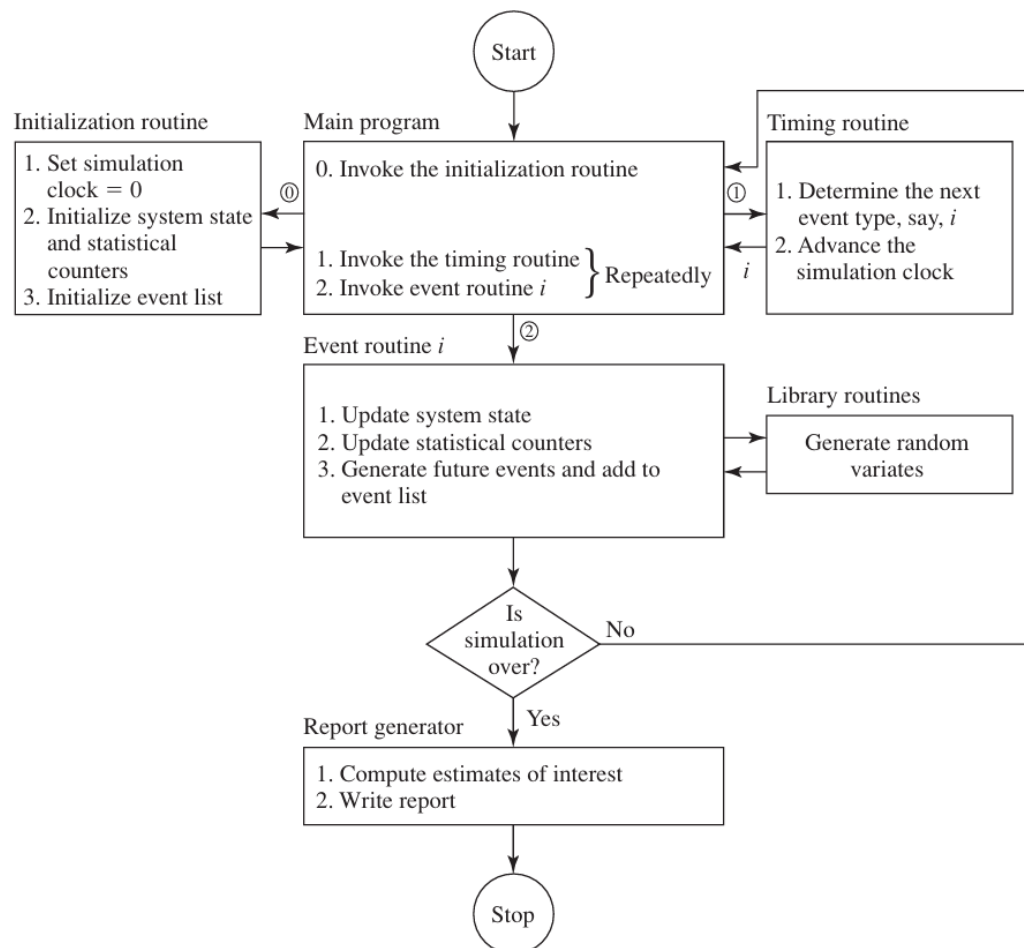 Start
Initialization routine
1. Set simulation
clock = 0
2. Initialize system state
and statistical
counters
3. Initialize event list
⓪
Main program
0. Invoke the initialization routine
1. Invoke the timing routine
2. Invoke event routine i
} Repeatedly
①
i
Timing routine
1. Determine the next
event type, say, i
2. Advance the
simulation clock
②
Event routine i
1. Update system state
2. Update statistical counters
3. Generate future events and add to
event list
Library routines
Generate random
variates
Is
simulation
over?
No
Yes
Report generator
1. Compute estimates of interest
2. Write report
Stop